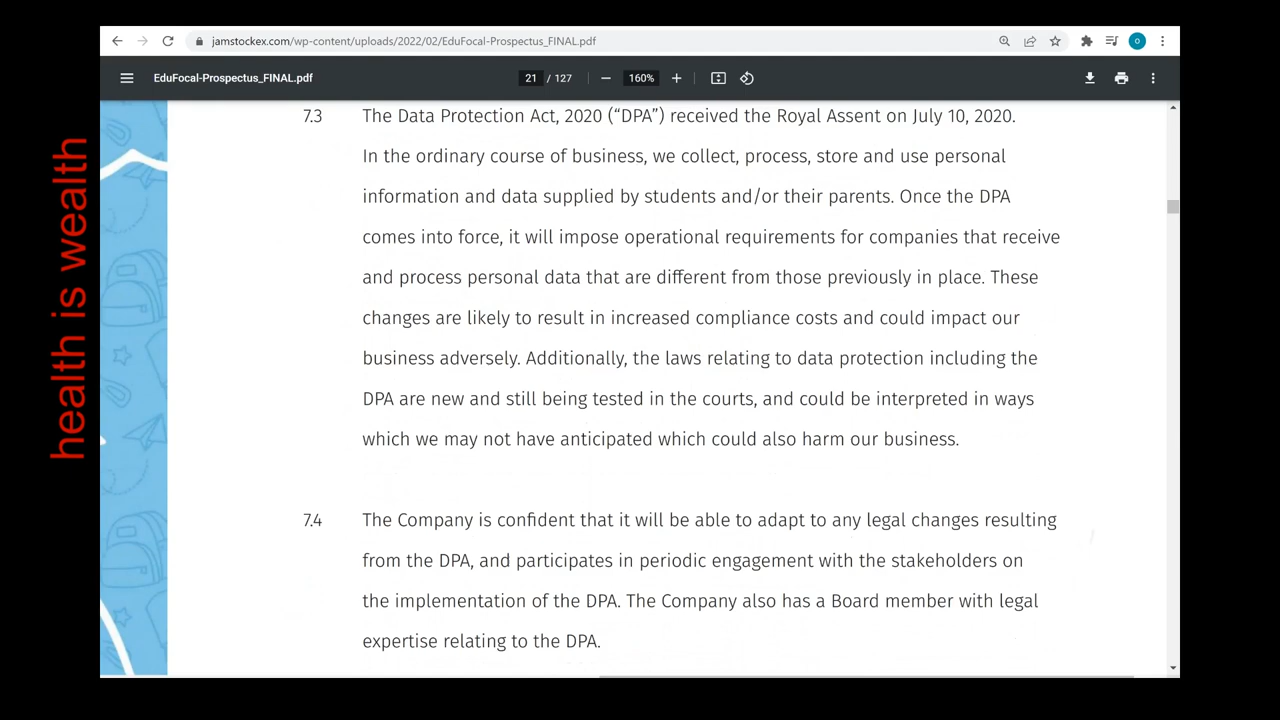 health is wealth
jamstockex.com/wp-content/uploads/2022/02/EduFocal-Prospectus_FINAL.pdf
o
EduFocal-Prospectus_FINAL.pdf
21 / 127
160%
7.3 The Data Protection Act, 2020 (“DPA”) received the Royal Assent on July 10, 2020.
In the ordinary course of business, we collect, process, store and use personal
information and data supplied by students and/or their parents. Once the DPA
comes into force, it will impose operational requirements for companies that receive
and process personal data that are different from those previously in place. These
changes are likely to result in increased compliance costs and could impact our
business adversely. Additionally, the laws relating to data protection including the
DPA are new and still being tested in the courts, and could be interpreted in ways
which we may not have anticipated which could also harm our business.
7.4 The Company is confident that it will be able to adapt to any legal changes resulting
from the DPA, and participates in periodic engagement with the stakeholders on
the implementation of the DPA. The Company also has a Board member with legal
expertise relating to the DPA.